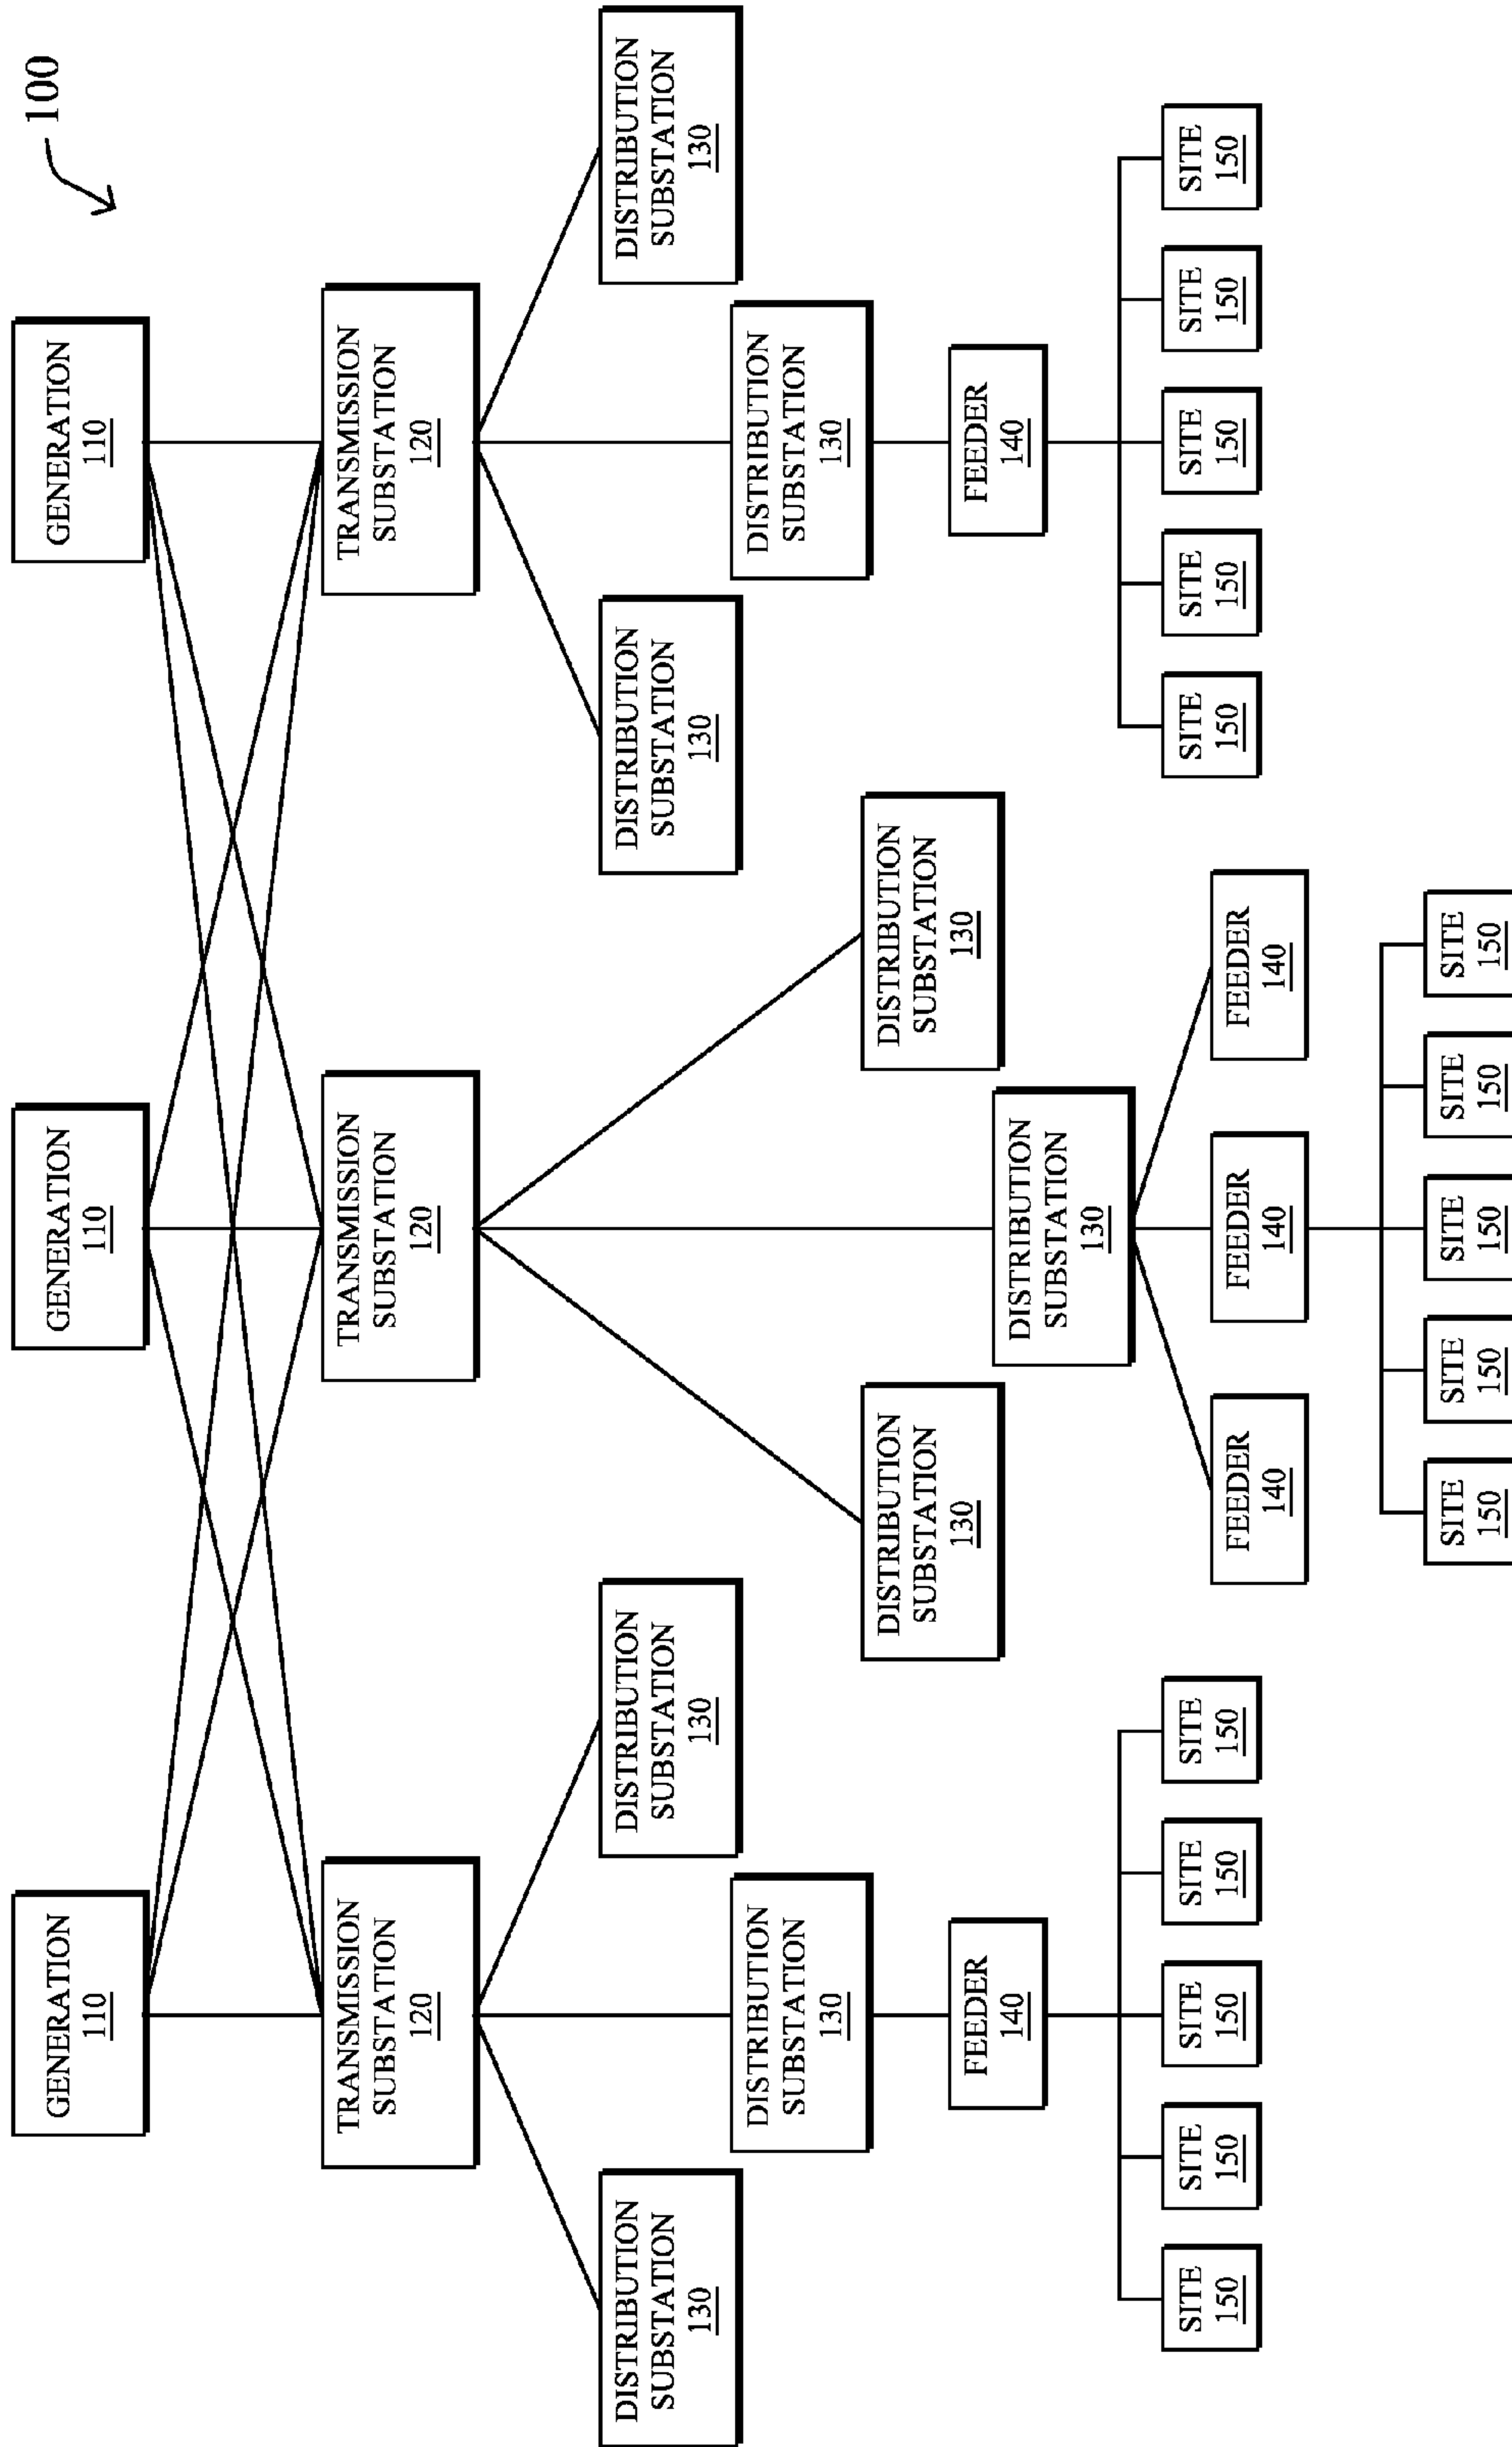 100
GENERATION
110
GENERATION
110
GENERATION
110
TRANSMISSION
SUBSTATION
120
TRANSMISSION
SUBSTATION
120
TRANSMISSION
SUBSTATION
120
DISTRIBUTION
SUBSTATION
130
DISTRIBUTION
SUBSTATION
130
DISTRIBUTION
SUBSTATION
130
DISTRIBUTION
SUBSTATION
130
DISTRIBUTION
SUBSTATION
130
DISTRIBUTION
SUBSTATION
130
DISTRIBUTION
SUBSTATION
130
DISTRIBUTION
SUBSTATION
130
FEEDER
140
DISTRIBUTION
SUBSTATION
130
FEEDER
140
SITE
150
SITE
150
SITE
150
SITE
150
SITE
150
SITE
150
SITE
150
SITE
150
SITE
150
SITE
150
FEEDER
140
FEEDER
140
FEEDER
140
SITE
150
SITE
150
SITE
150
SITE
150
SITE
150